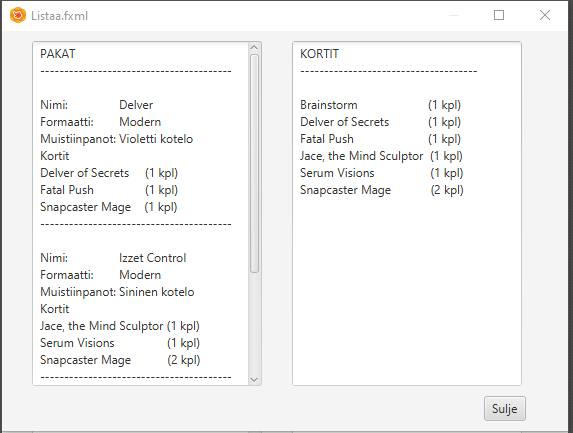 Listaa.fxml
PAKAT
----------------------------------------
Nimi: Delver
Formaatti: Modern
Muistiinpanot: Violetti kotelo
Kortit
Delver of Secrets (1 kpl)
Fatal Push (1 kpl)
Snapcaster Mage (1 kpl)
----------------------------------------
Nimi: Izzet Control
Formaatti: Modern
Muistiinpanot: Sininen kotelo
Kortit
Jace, the Mind Sculptor (1 kpl)
Serum Visions (1 kpl)
Snapcaster Mage (2 kpl)
----------------------------------------
KORTIT
-------------------------------------
Brainstorm (1 kpl)
Delver of Secrets (1 kpl)
Fatal Push (1 kpl)
Jace, the Mind Sculptor (1 kpl)
Serum Visions (1 kpl)
Snapcaster Mage (2 kpl)
Sulje